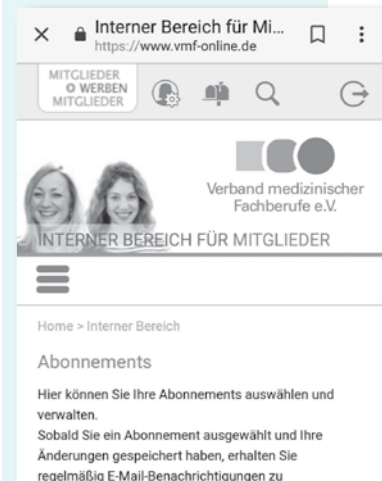 Interner Bereich für Mi...
https://www.vmf-online.de
MITGLIEDER
WERBEN
MITGLIEDER
Verband medizinischer
Fachberufe e.V.
INTERNER BEREICH FÜR MITGLIEDER
Home > Interner Bereich
Abonnements
Hier können Sie Ihre Abonnements auswählen und
verwalten.
Sobald Sie ein Abonnement ausgewählt und Ihre
Änderungen gespeichert haben, erhalten Sie
regelmäßig E-Mail-Benachrichtigungen zu